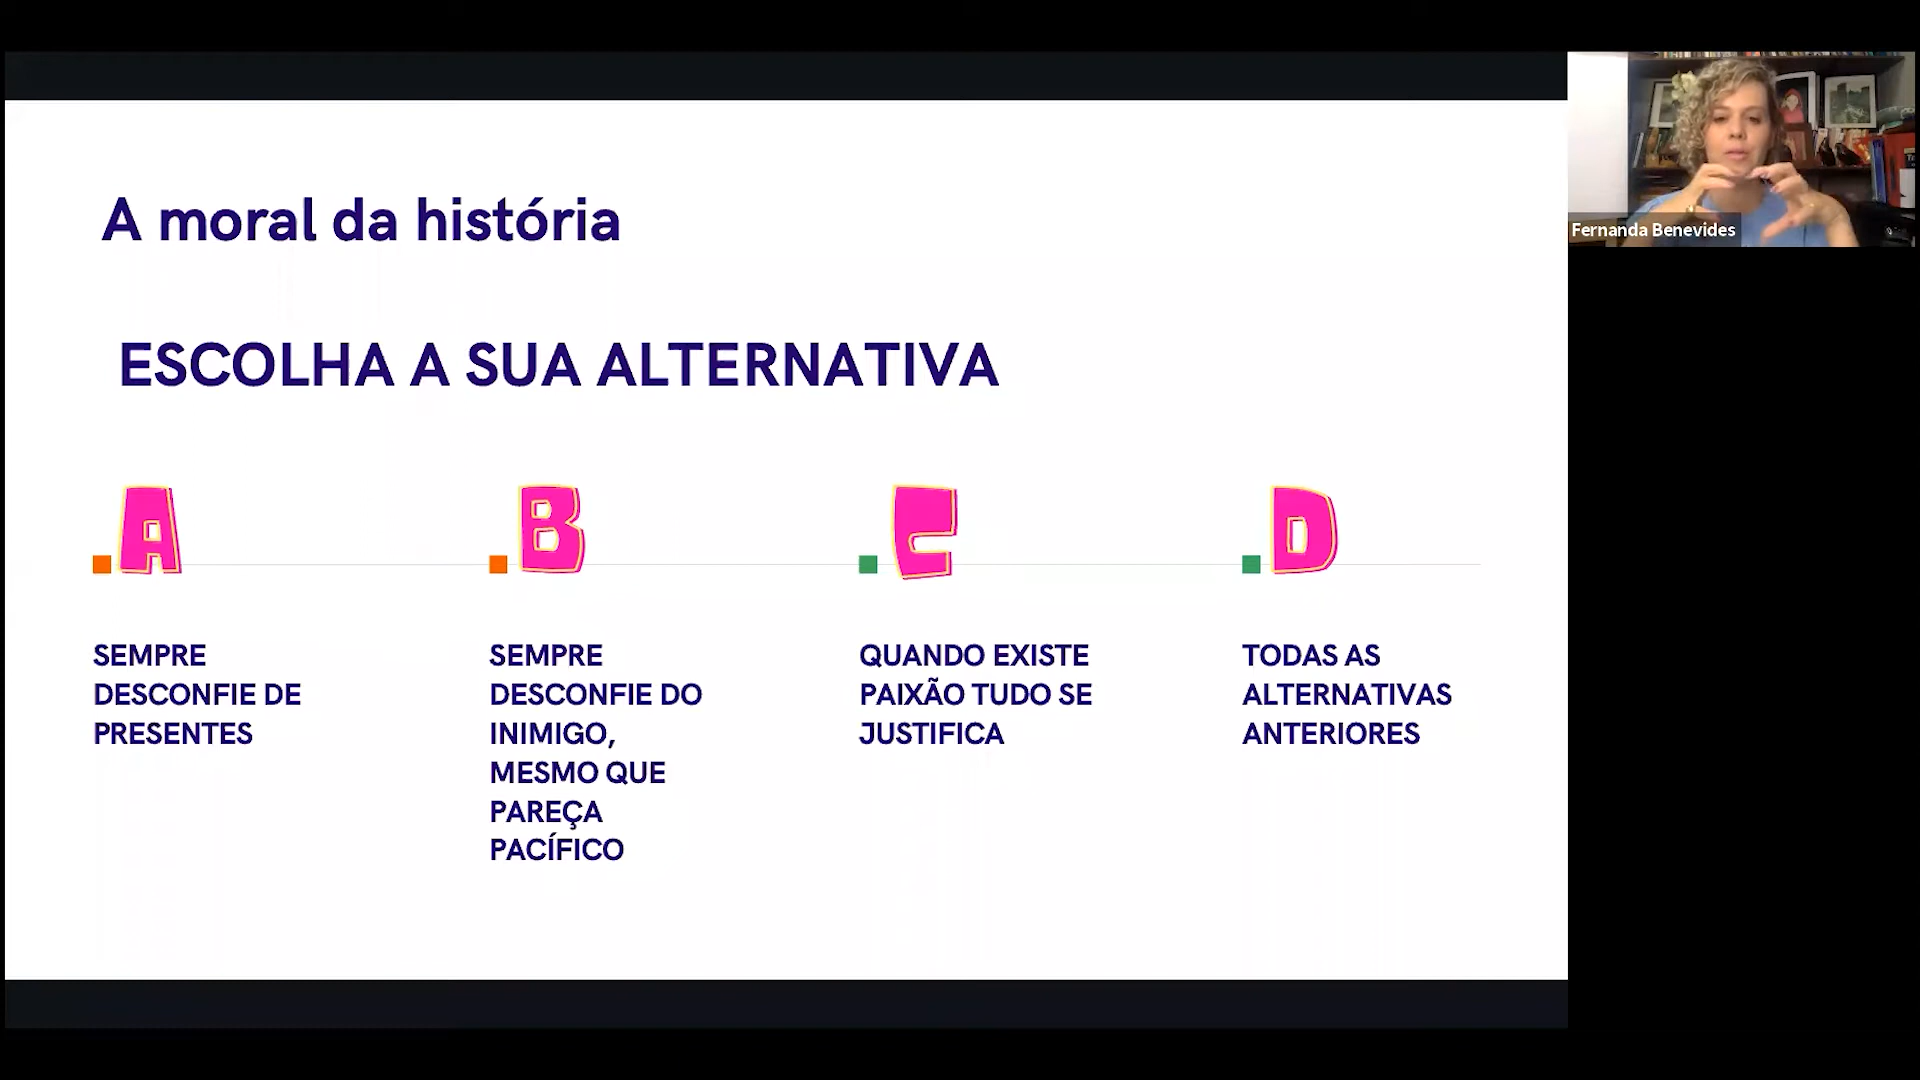 A moral da história
ESCOLHA A SUA ALTERNATIVA
A
SEMPRE
DESCONFIE DE
PRESENTES
B
SEMPRE
DESCONFIE DO
INIMIGO,
MESMO QUE
PAREÇA
PACÍFICO
C
QUANDO EXISTE
PAIXÃO TUDO SE
JUSTIFICA
D
TODAS AS
ALTERNATIVAS
ANTERIORES
Fernanda Benevides